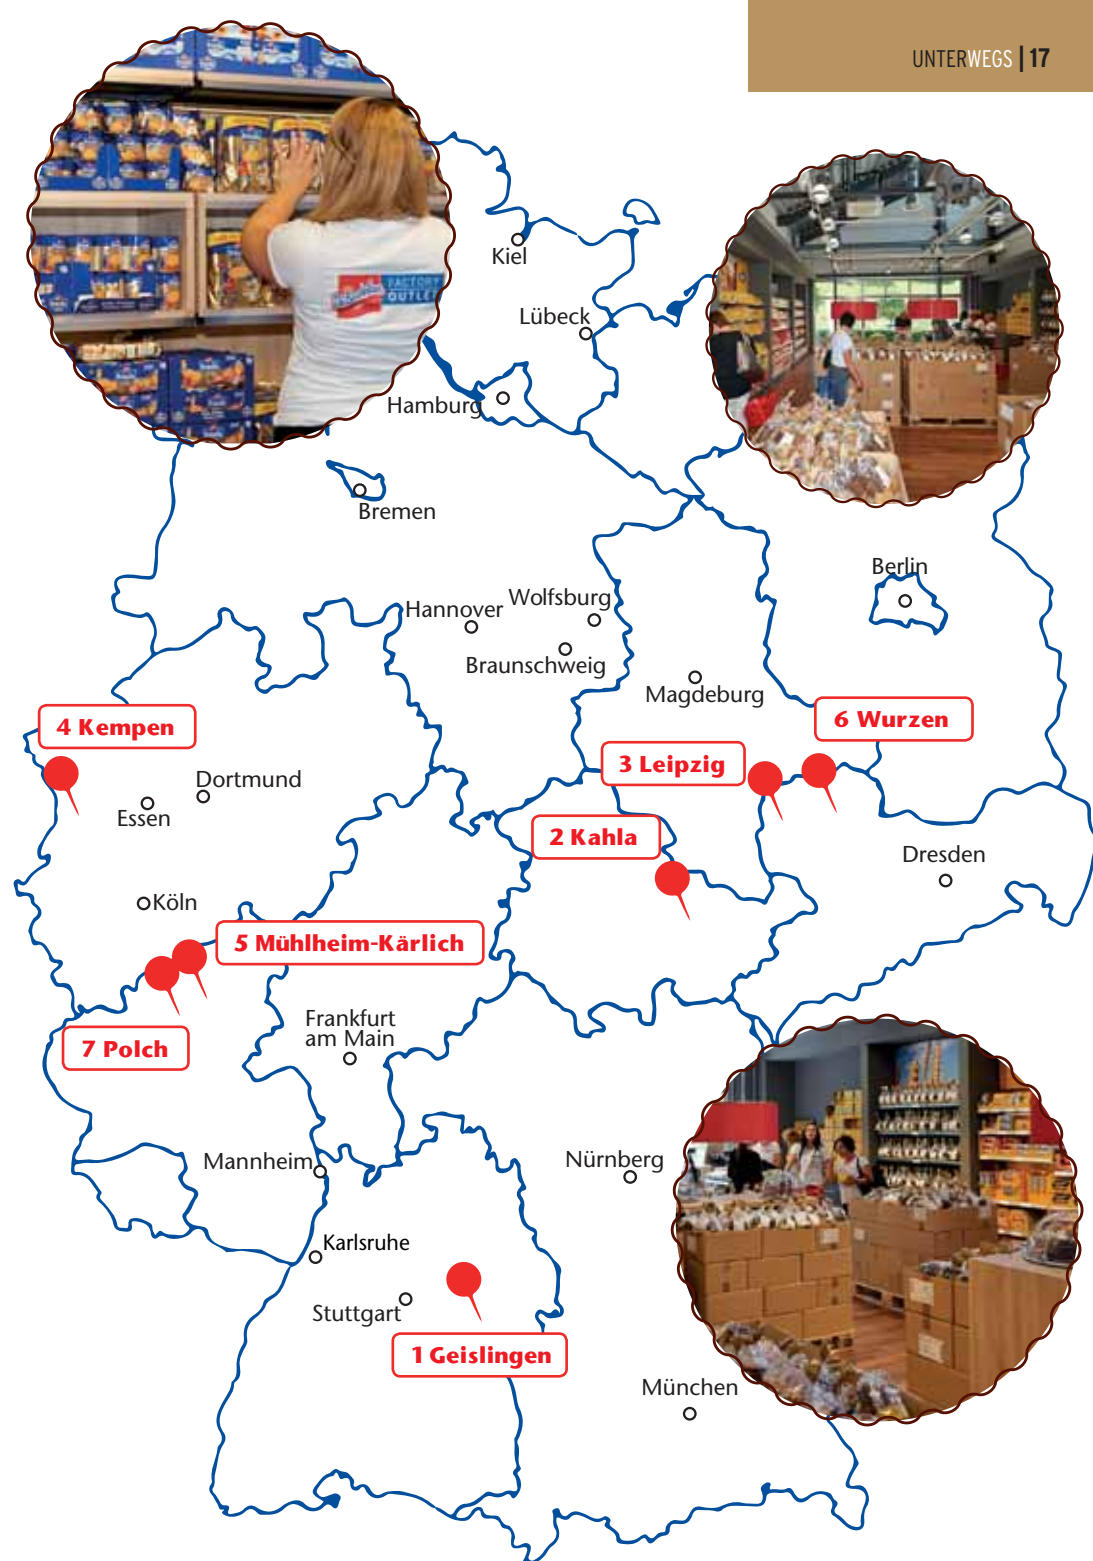 UNTERWEGS | 17
FACTORY
OUTLET
Kiel
Lübeck
Hamburg
Bremen
Berlin
Hannover
Wolfsburg
Braunschweig
Magdeburg
4 Kempen
6 Wurzen
3 Leipzig
Dortmund
Essen
2 Kahla
Dresden
Köln
5 Mühlheim-Kärlich
Frankfurt
am Main
7 Polch
Mannheim
Nürnberg
Karlsruhe
Stuttgart
1 Geislingen
München